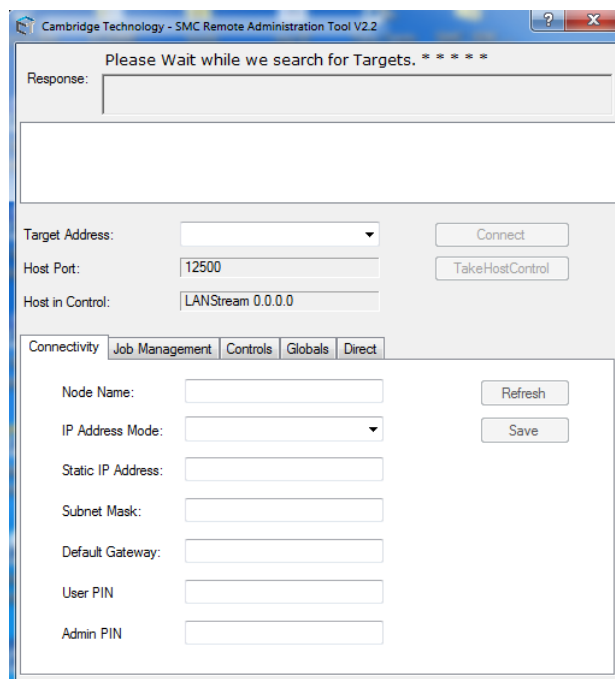 Cambridge Technology - SMC Remote Administration Tool V2.2
? X
Please Wait while we search for Targets. * * * * *
Response:
Target Address:
Connect
Host Port: 12500
TakeHostControl
Host in Control: LANStream 0.0.0.0
Connectivity Job Management Controls Globals Direct
Node Name:
Refresh
IP Address Mode:
Save
Static IP Address:
Subnet Mask:
Default Gateway:
User PIN
Admin PIN